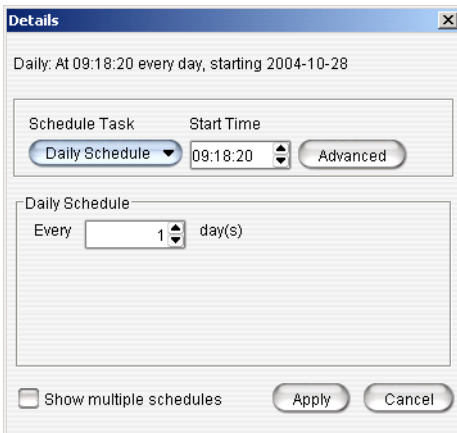 Details
Daily: At 09:18:20 every day, starting 2004-10-28
Schedule Task Start Time
Daily Schedule 09:18:20 Advanced
Daily Schedule
Every 1 day(s)
Show multiple schedules Apply Cancel